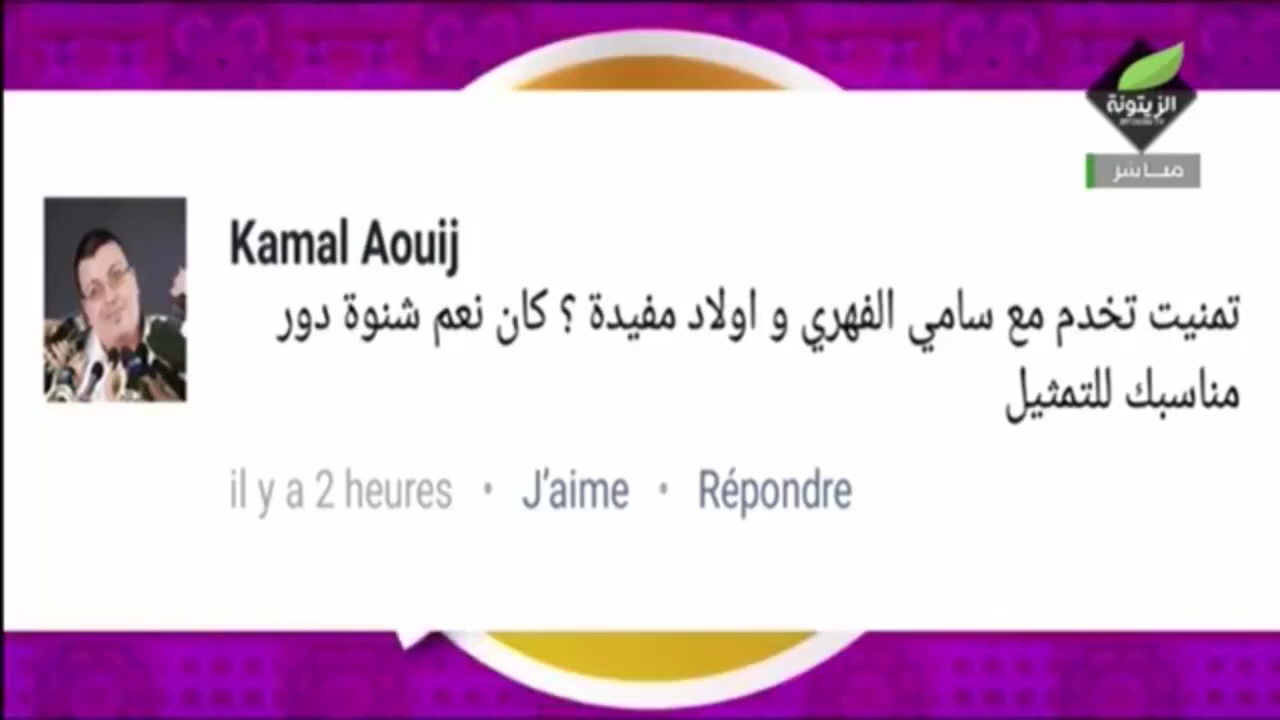 الزيتونة
مباشر
Kamal Aouij
تمنيت تخدم مع سامي الفهري و اولاد مفيدة ؟ كان نعم شنوة دور
مناسبك للتمثيل
il y a 2 heures • J'aime • Répondre